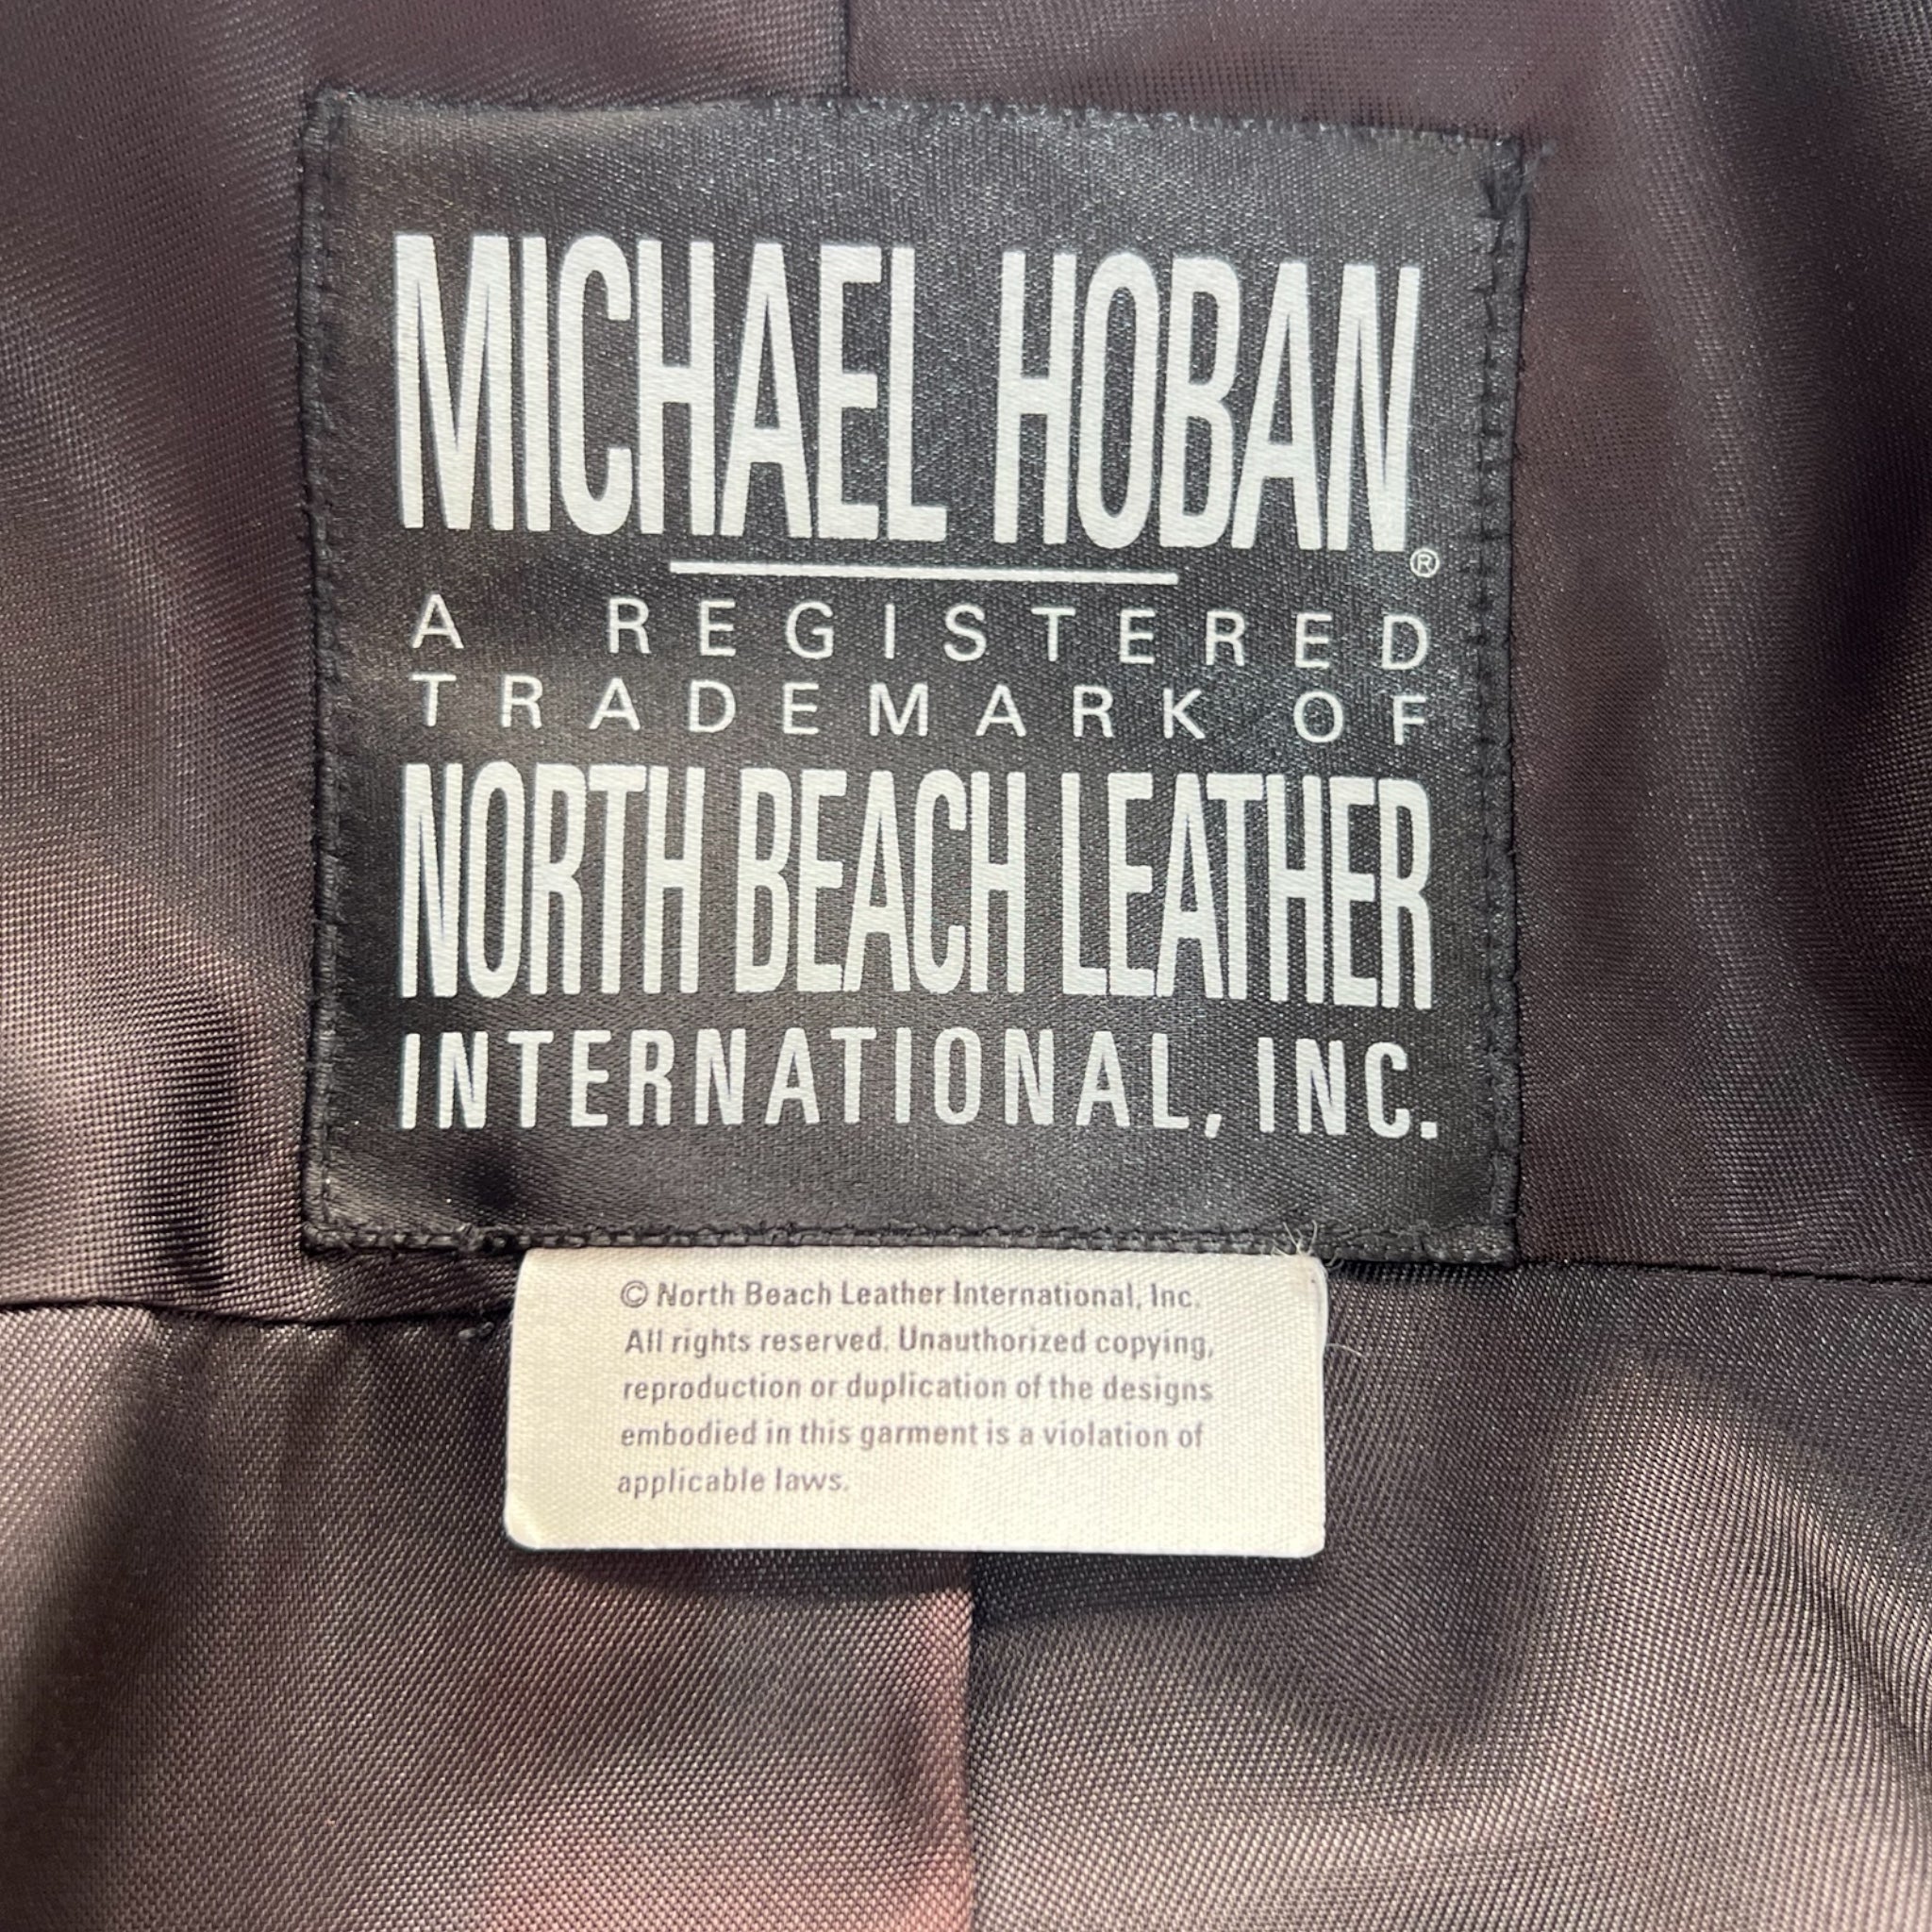 MICHAEL HOBAN®
A REGISTERED
TRADEMARK OF
NORTH BEACH LEATHER
INTERNATIONAL, INC.
© North Beach Leather International, Inc.
All rights reserved. Unauthorized copying,
reproduction or duplication of the designs
embodied in this garment is a violation of
applicable laws.